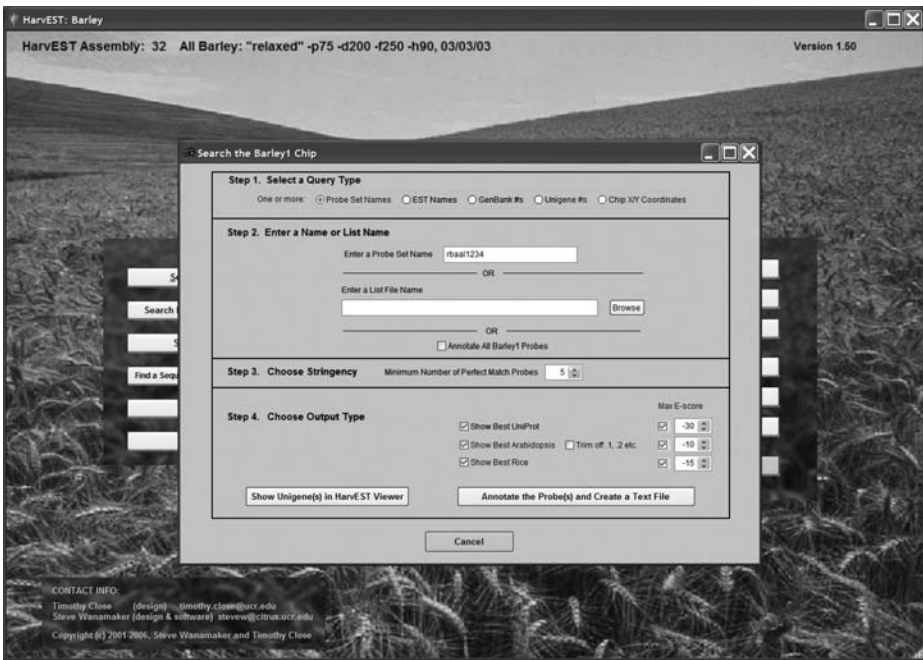 HarvEST: Barley
HarvEST Assembly: 32 All Barley: "relaxed" -p75 -d200 -f250 -h90, 03/03/03
Version 1.50
Search the Barley1 Chip
Step 1. Select a Query Type
One or more: Probe Set Names EST Names GenBank #s Unigene #s Chip X/Y Coordinates
Step 2. Enter a Name or List Name
Enter a Probe Set Name rbaal1234
OR
Enter a List File Name
Browse
OR
Annotate All Barley1 Probes
Step 3. Choose Stringency Minimum Number of Perfect Match Probes 5
Step 4. Choose Output Type
Max E-score
Show Best UniProt -30
Show Best Arabidopsis Trim off .1, .2 etc. -10
Show Best Rice -15
Show Unigene(s) in HarvEST Viewer
Annotate the Probe(s) and Create a Text File
Cancel
Search
Find a Sequ
CONTACT INFO:
Timothy Close (design) timothy.close@ucr.edu
Steve Wanamaker (design & software) stevew@citrus.ucr.edu
Copyright (c) 2001-2006, Steve Wanamaker and Timothy Close